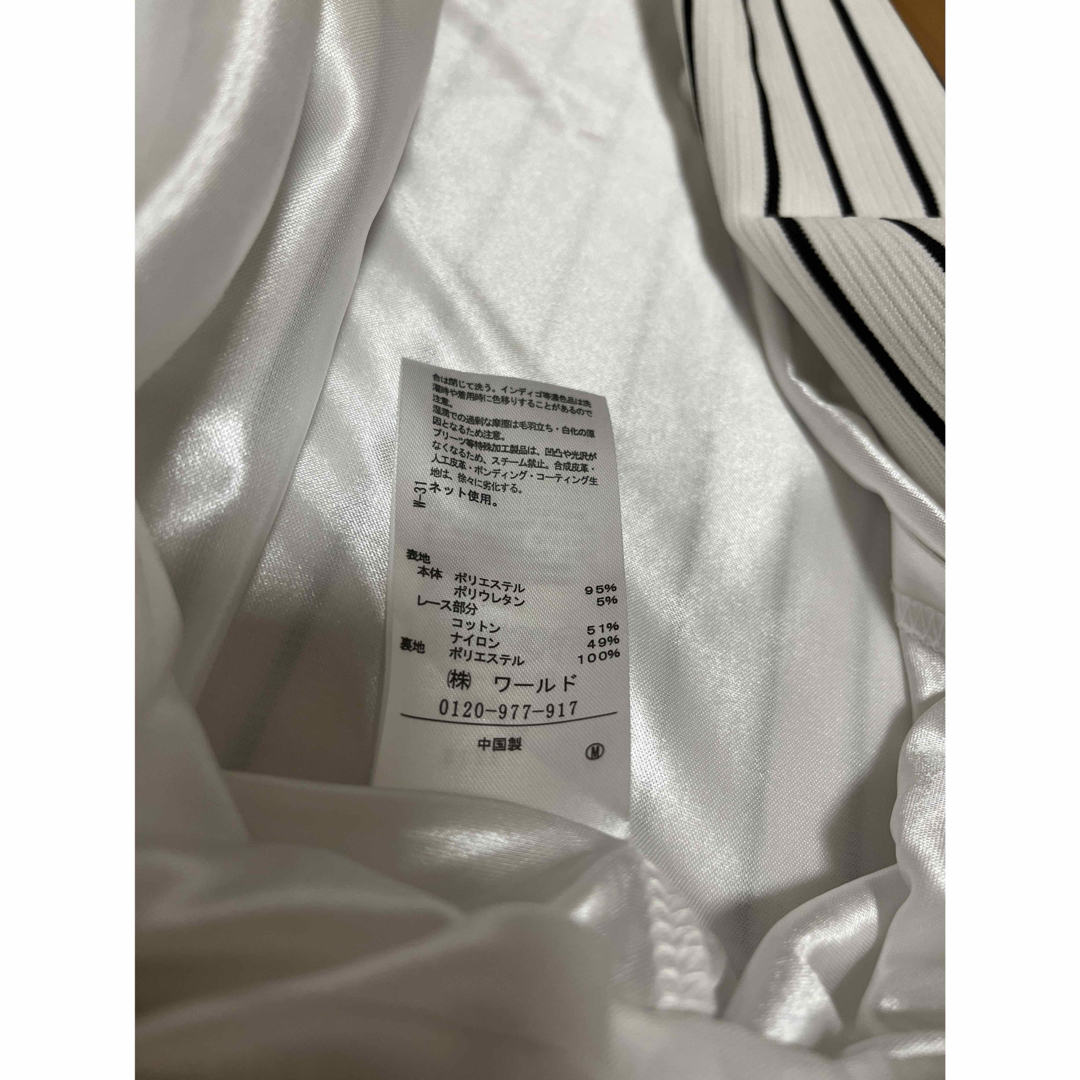 合は閉じて洗う。インディゴ等濃色品は洗
濯時や着用時に色移りすることがあるので
注意。
湿潤での過剰な摩擦は毛羽立ち・白化の原
因となるため注意。
プリーツ等特殊加工製品は、凹凸や光沢が
なくなるため、スチーム禁止。合成皮革・
人工皮革・ボンディング・コーティング生
地は、徐々に劣化する。
ネット使用。
W-31
表地
本体 ポリエステル 95%
ポリウレタン 5%
レース部分
コットン 51%
ナイロン 49%
裏地 ポリエステル 100%
㈱ ワールド
0120-977-917
中国製 Ⓜ